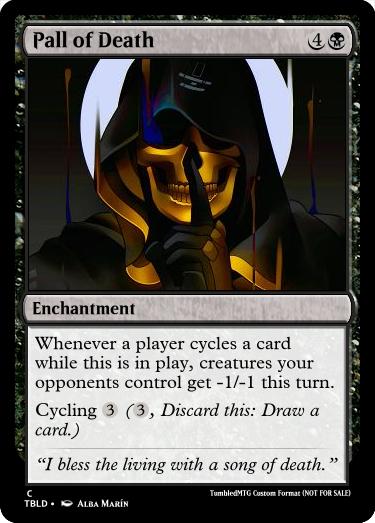 Pall of Death 4
Enchantment
Whenever a player cycles a card
while this is in play, creatures your
opponents control get -1/-1 this turn.
Cycling 3 (3, Discard this: Draw a
card.)
“I bless the living with a song of death.”
C
TBLD • Alba Marín
TumbledMTG Custom Format (NOT FOR SALE)